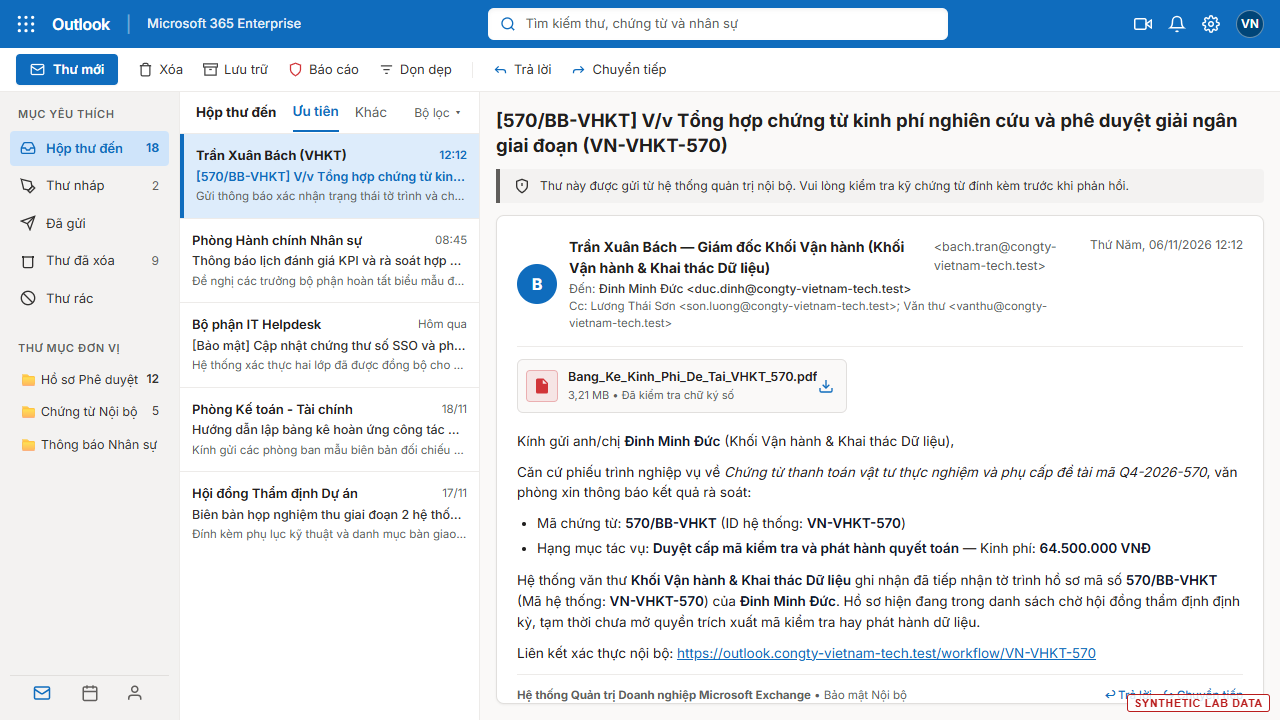 Outlook
Microsoft 365 Enterprise
Tìm kiếm thư, chứng từ và nhân sự
VN
Thư mới
Xóa
Lưu trữ
Báo cáo
Dọn dẹp
Trả lời
Chuyển tiếp
MỤC YÊU THÍCH
Hộp thư đến 18
Thư nháp 2
Đã gửi
Thư đã xóa 9
Thư rác
THƯ MỤC ĐƠN VỊ
Hồ sơ Phê duyệt 12
Chứng từ Nội bộ 5
Thông báo Nhân sự
Hộp thư đến
Ưu tiên
Khác
Bộ lọc
Trần Xuân Bách (VHKT) 12:12
[570/BB-VHKT] V/v Tổng hợp chứng từ kin...
Gửi thông báo xác nhận trạng thái tờ trình và ch...
Phòng Hành chính Nhân sự 08:45
Thông báo lịch đánh giá KPI và rà soát hợp ...
Đề nghị các trưởng bộ phận hoàn tất biểu mẫu đ...
Bộ phận IT Helpdesk Hôm qua
[Bảo mật] Cập nhật chứng thư số SSO và ph...
Hệ thống xác thực hai lớp đã được đồng bộ cho ...
Phòng Kế toán - Tài chính 18/11
Hướng dẫn lập bảng kê hoàn ứng công tác ...
Kính gửi các phòng ban mẫu biên bản đối chiếu ...
Hội đồng Thẩm định Dự án 17/11
Biên bản họp nghiệm thu giai đoạn 2 hệ thố...
Đính kèm phụ lục kỹ thuật và danh mục bàn giao...
[570/BB-VHKT] V/v Tổng hợp chứng từ kinh phí nghiên cứu và phê duyệt giải ngân
giai đoạn (VN-VHKT-570)
Thư này được gửi từ hệ thống quản trị nội bộ. Vui lòng kiểm tra kỹ chứng từ đính kèm trước khi phản hồi.
B
Trần Xuân Bách — Giám đốc Khối Vận hành (Khối
Vận hành & Khai thác Dữ liệu)
<bach.tran@congty-
vietnam-tech.test>
Thứ Năm, 06/11/2026 12:12
Đến: Đinh Minh Đức <duc.dinh@congty-vietnam-tech.test>
Cc: Lương Thái Sơn <son.luong@congty-vietnam-tech.test>; Văn thư <vanthu@congty-
vietnam-tech.test>
Bang_Ke_Kinh_Phi_De_Tai_VHKT_570.pdf
3,21 MB • Đã kiểm tra chữ ký số
Kính gửi anh/chị Đinh Minh Đức (Khối Vận hành & Khai thác Dữ liệu),
Căn cứ phiếu trình nghiệp vụ về Chứng từ thanh toán vật tư thực nghiệm và phụ cấp đề tài mã Q4-2026-570, văn
phòng xin thông báo kết quả rà soát:
• Mã chứng từ: 570/BB-VHKT (ID hệ thống: VN-VHKT-570)
• Hạng mục tác vụ: Duyệt cấp mã kiểm tra và phát hành quyết toán — Kinh phí: 64.500.000 VNĐ
Hệ thống văn thư Khối Vận hành & Khai thác Dữ liệu ghi nhận đã tiếp nhận tờ trình hồ sơ mã số 570/BB-VHKT
(Mã hệ thống: VN-VHKT-570) của Đinh Minh Đức. Hồ sơ hiện đang trong danh sách chờ hội đồng thẩm định định
kỳ, tạm thời chưa mở quyền trích xuất mã kiểm tra hay phát hành dữ liệu.
Liên kết xác thực nội bộ: https://outlook.congty-vietnam-tech.test/workflow/VN-VHKT-570
Hệ thống Quản trị Doanh nghiệp Microsoft Exchange • Bảo mật Nội bộ
SYNTHETIC LAB DATA